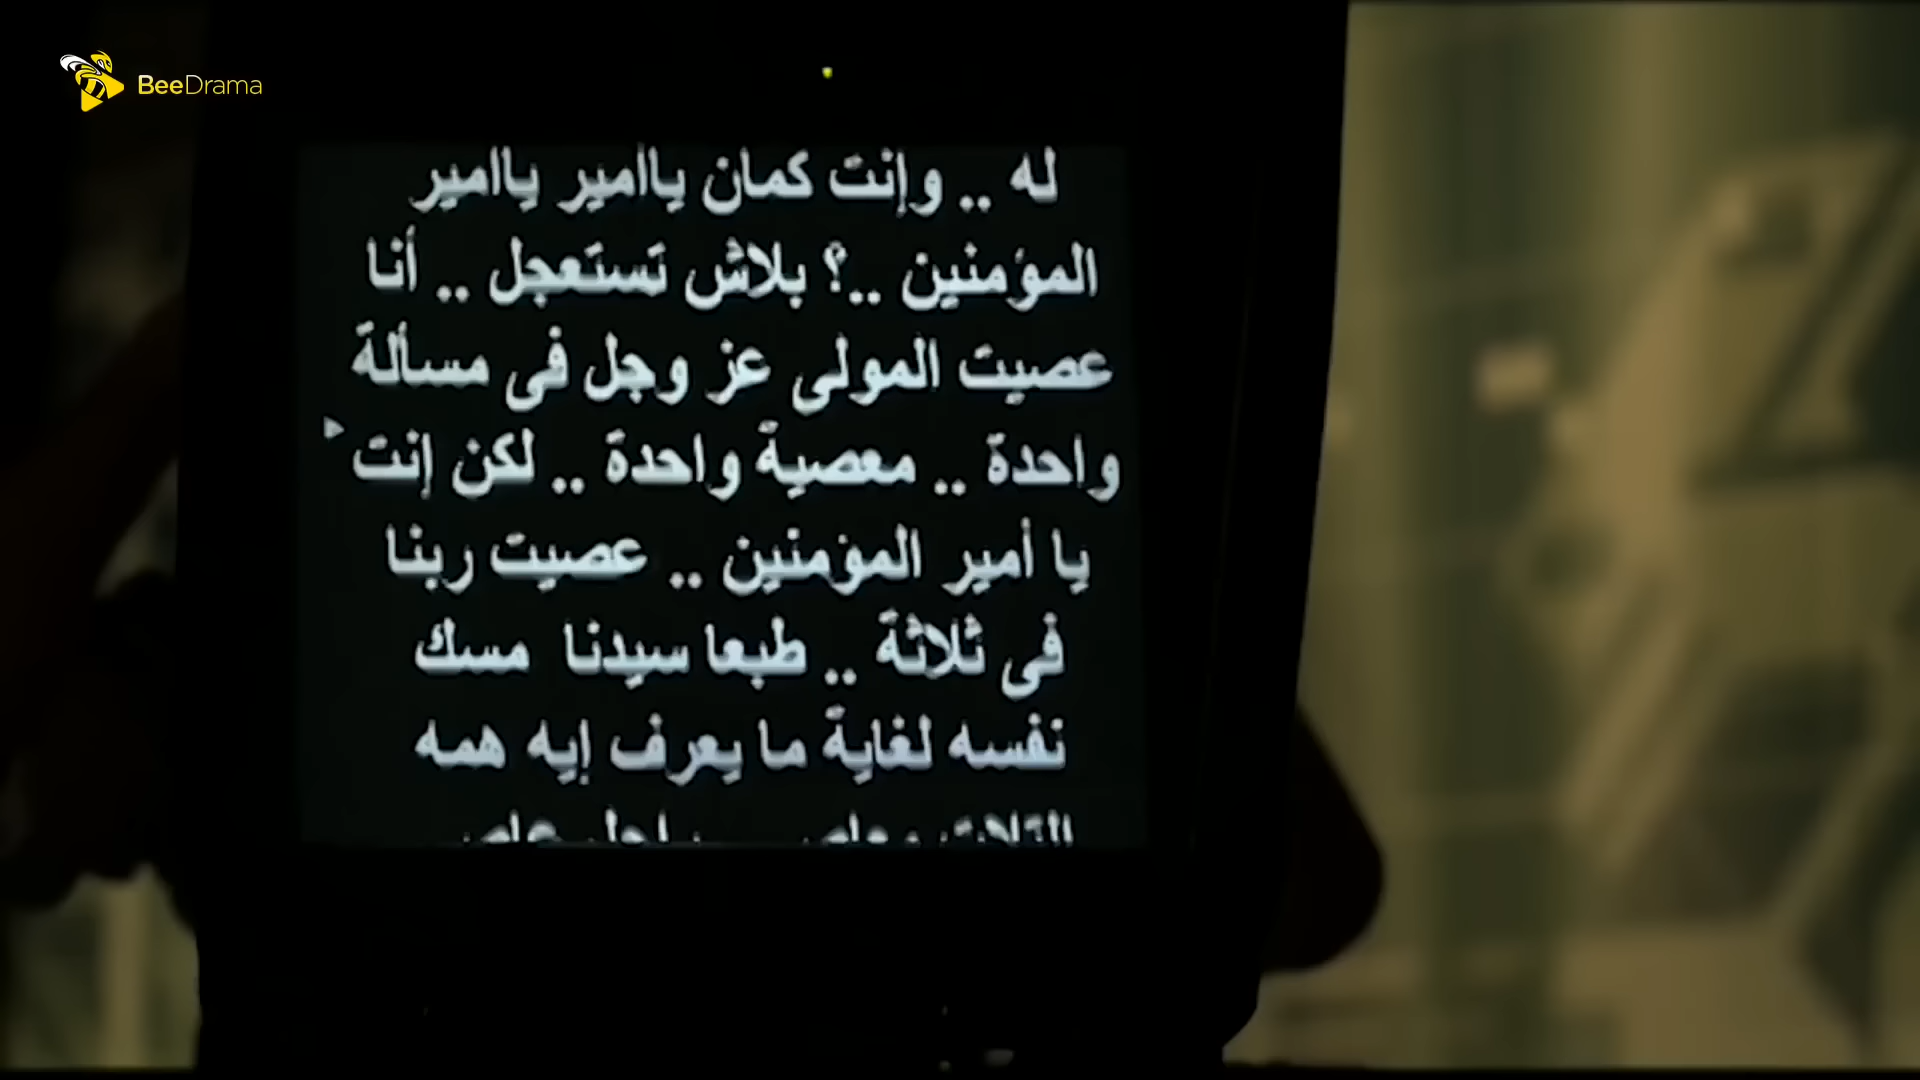 BeeDrama
له .. وإنت كمان ياأمير ياأمير
المؤمنين ..؟ بلاش تستعجل .. أنا
عصيت المولى عز وجل فى مسألة
واحدة .. معصية واحدة .. لكن إنت
يا أمير المؤمنين .. عصيت ربنا
فى ثلاثة .. طبعا سيدنا مسك
نفسه لغاية ما يعرف إيه همه